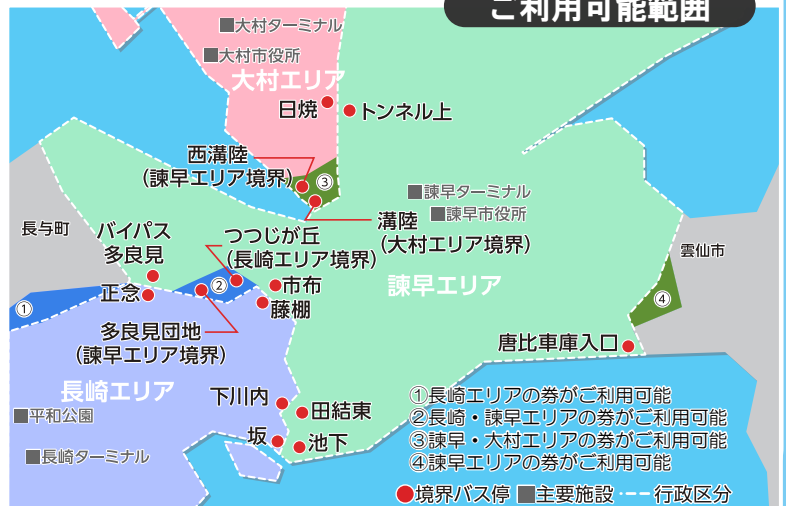 ご利用可能範囲
■大村ターミナル
■大村市役所
大村エリア
日焼
トンネル上
西溝陸
(諫早エリア境界)
③
■諫早ターミナル
■諫早市役所
溝陸
(大村エリア境界)
長与町
バイパス
多良見
つつじが丘
(長崎エリア境界)
雲仙市
正念
②
市布
藤棚
諫早エリア
④
①
多良見団地
(諫早エリア境界)
唐比車庫入口
長崎エリア
■平和公園
下川内
田結東
坂
池下
■長崎ターミナル
①長崎エリアの券がご利用可能
②長崎・諫早エリアの券がご利用可能
③諫早・大村エリアの券がご利用可能
④諫早エリアの券がご利用可能
●境界バス停 ■主要施設 ---行政区分